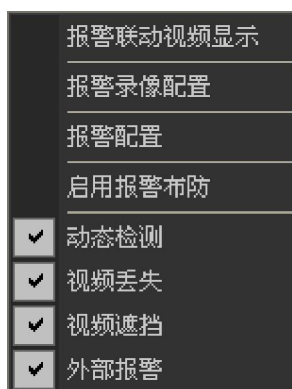 报警联动视频显示
报警录像配置
报警配置
启用报警布防
动态检测
视频丢失
视频遮挡
外部报警